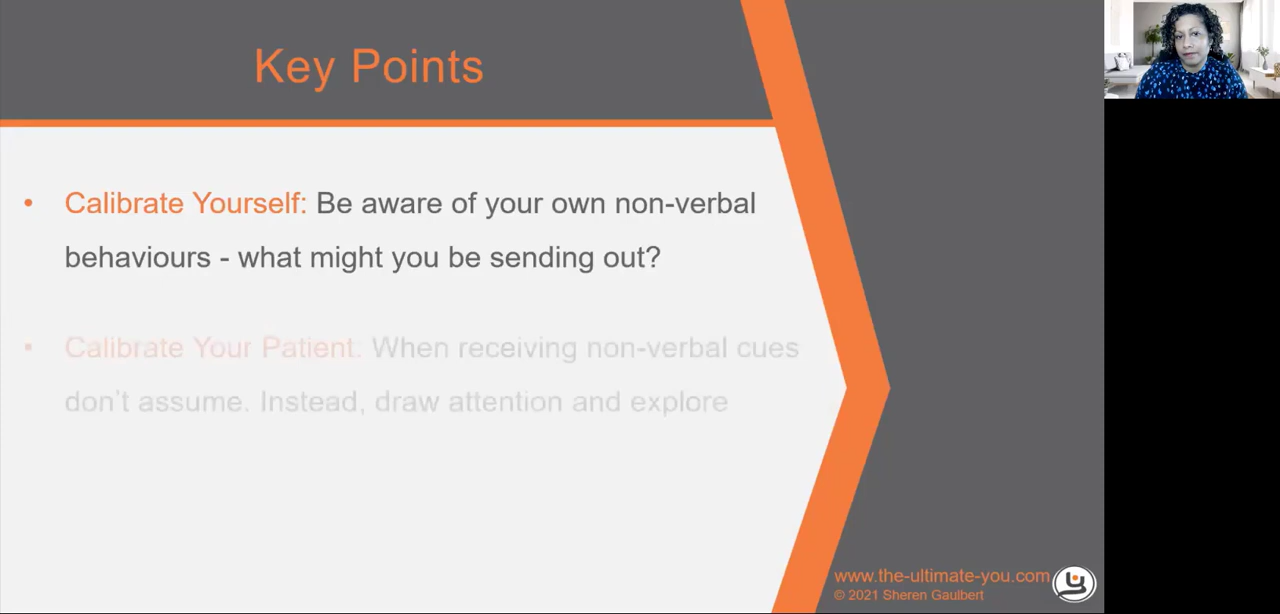 Key Points
• Calibrate Yourself: Be aware of your own non-verbal
behaviours - what might you be sending out?
• Calibrate Your Patient: When receiving non-verbal cues
don't assume. Instead, draw attention and explore
www.the-ultimate-you.com
© 2021 Sheren Gaulbert